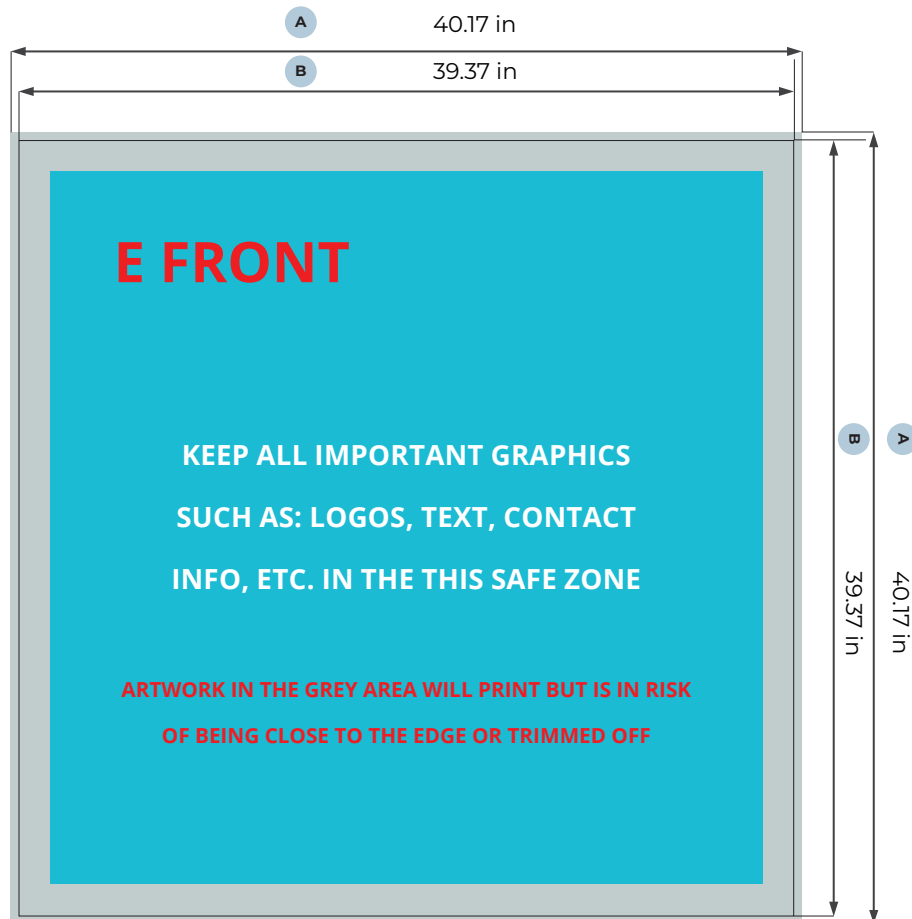 A 40.17 in
B 39.37 in
E FRONT
KEEP ALL IMPORTANT GRAPHICS
SUCH AS: LOGOS, TEXT, CONTACT
INFO, ETC. IN THE THIS SAFE ZONE
ARTWORK IN THE GREY AREA WILL PRINT BUT IS IN RISK
OF BEING CLOSE TO THE EDGE OR TRIMMED OFF
B 39.37 in
A 40.17 in